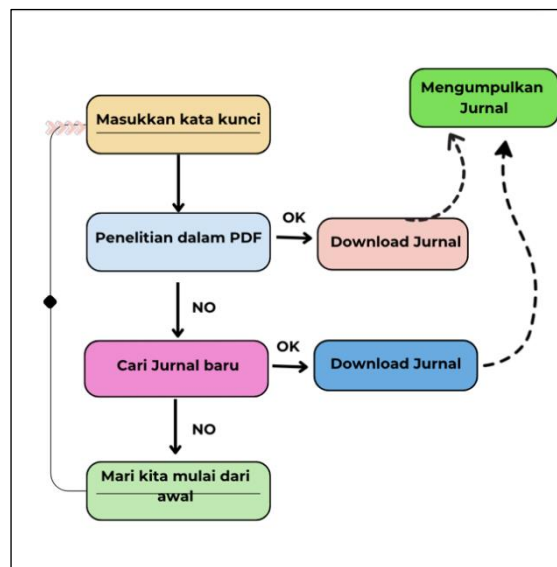 Mengumpulkan
Jurnal
Masukkan kata kunci
Penelitian dalam PDF
OK
Download Jurnal
NO
Cari Jurnal baru
OK
Download Jurnal
NO
Mari kita mulai dari
awal